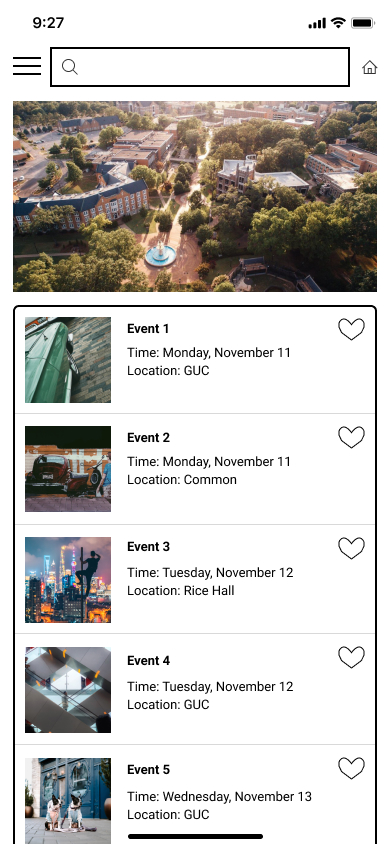 9:27
Event 1
Time: Monday, November 11
Location: GUC
Event 2
Time: Monday, November 11
Location: Common
Event 3
Time: Tuesday, November 12
Location: Rice Hall
Event 4
Time: Tuesday, November 12
Location: GUC
Event 5
Time: Wednesday, November 13
Location: GUC